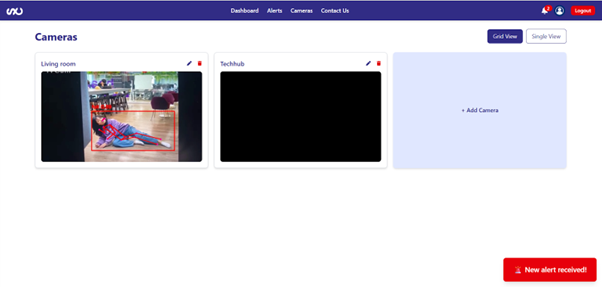 Dashboard Alerts Cameras Contact Us 2 Logout
Cameras
Grid View Single View
Living room
Techhub
+ Add Camera
New alert received!